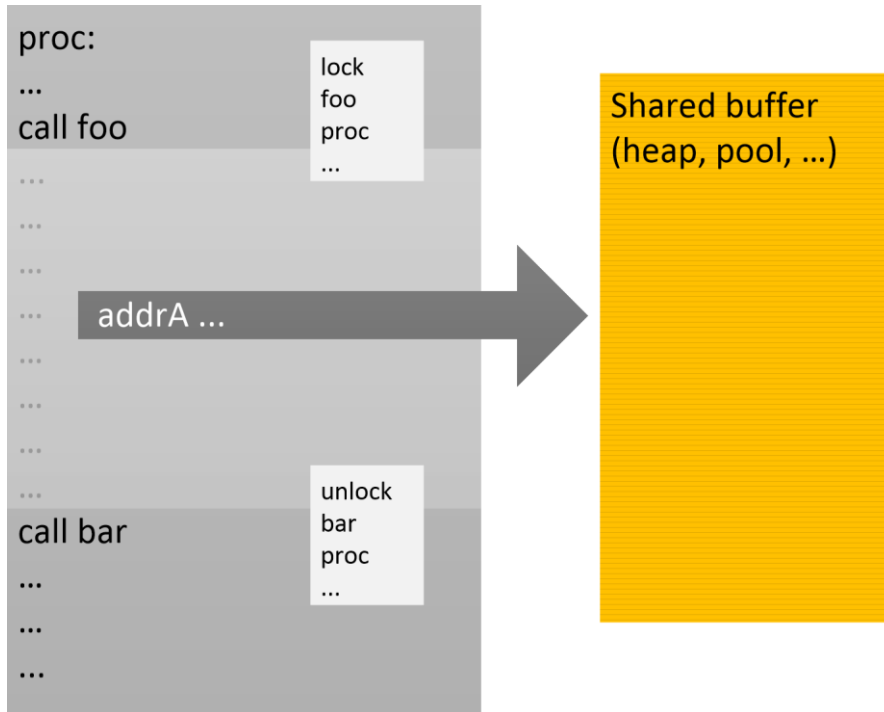 proc:
...
call foo
lock
foo
proc
...
Shared buffer
(heap, pool, ...)
...
...
...
...
addrA ...
...
...
...
...
unlock
bar
proc
...
call bar
...
...
...